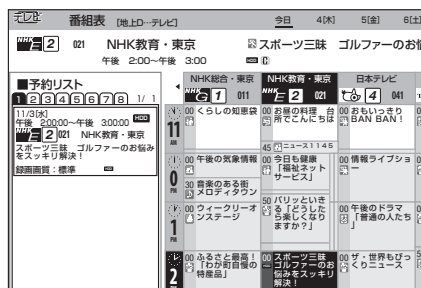 テレビ 番組表 [地上D…テレビ] 今日 4[木] 5[金] 6[土]
NHK E 2 021 NHK教育・東京 スポーツ三昧 ゴルファーのお悩
午後 2:00~午後 3:00
■予約リスト
1 2 3 4 5 6 7 8 1/ 1
11/3[水]
午後 2:00:00~午後 3:00:00 HDD
NHK E 2 021 NHK教育・東京
スポーツ三昧 ゴルファーのお悩み
をスッキリ解決!
録画画質:標準
NHK総合・東京 NHK教育・東京 日本テレビ
NHK G 1 011 NHK E 2 021 4 041
11 AM
00 くらしの知恵袋
00 お昼の料理 台
所でこんにちは
00 おもいっきり
BAN BAN!
45 ニュース1145
0 PM
00 午後の気象情報
00 今日も健康
「福祉ネット
サービス」
00 情報ライブショ
ー
30 音楽のある街
メロディタウン
1 PM
00 ウィークリーオ
ンステージ
50 パリッといき
る「どうした
ら楽しくなり
ますか?」
00 午後のドラマ
「普通の人たち
」
2
00 ふるさと最高!
「わが町自慢の
特産品」
00 スポーツ三昧
ゴルファーのお
悩みをスッキリ
解決!
00 ザ・世界もびっ
くりニュース